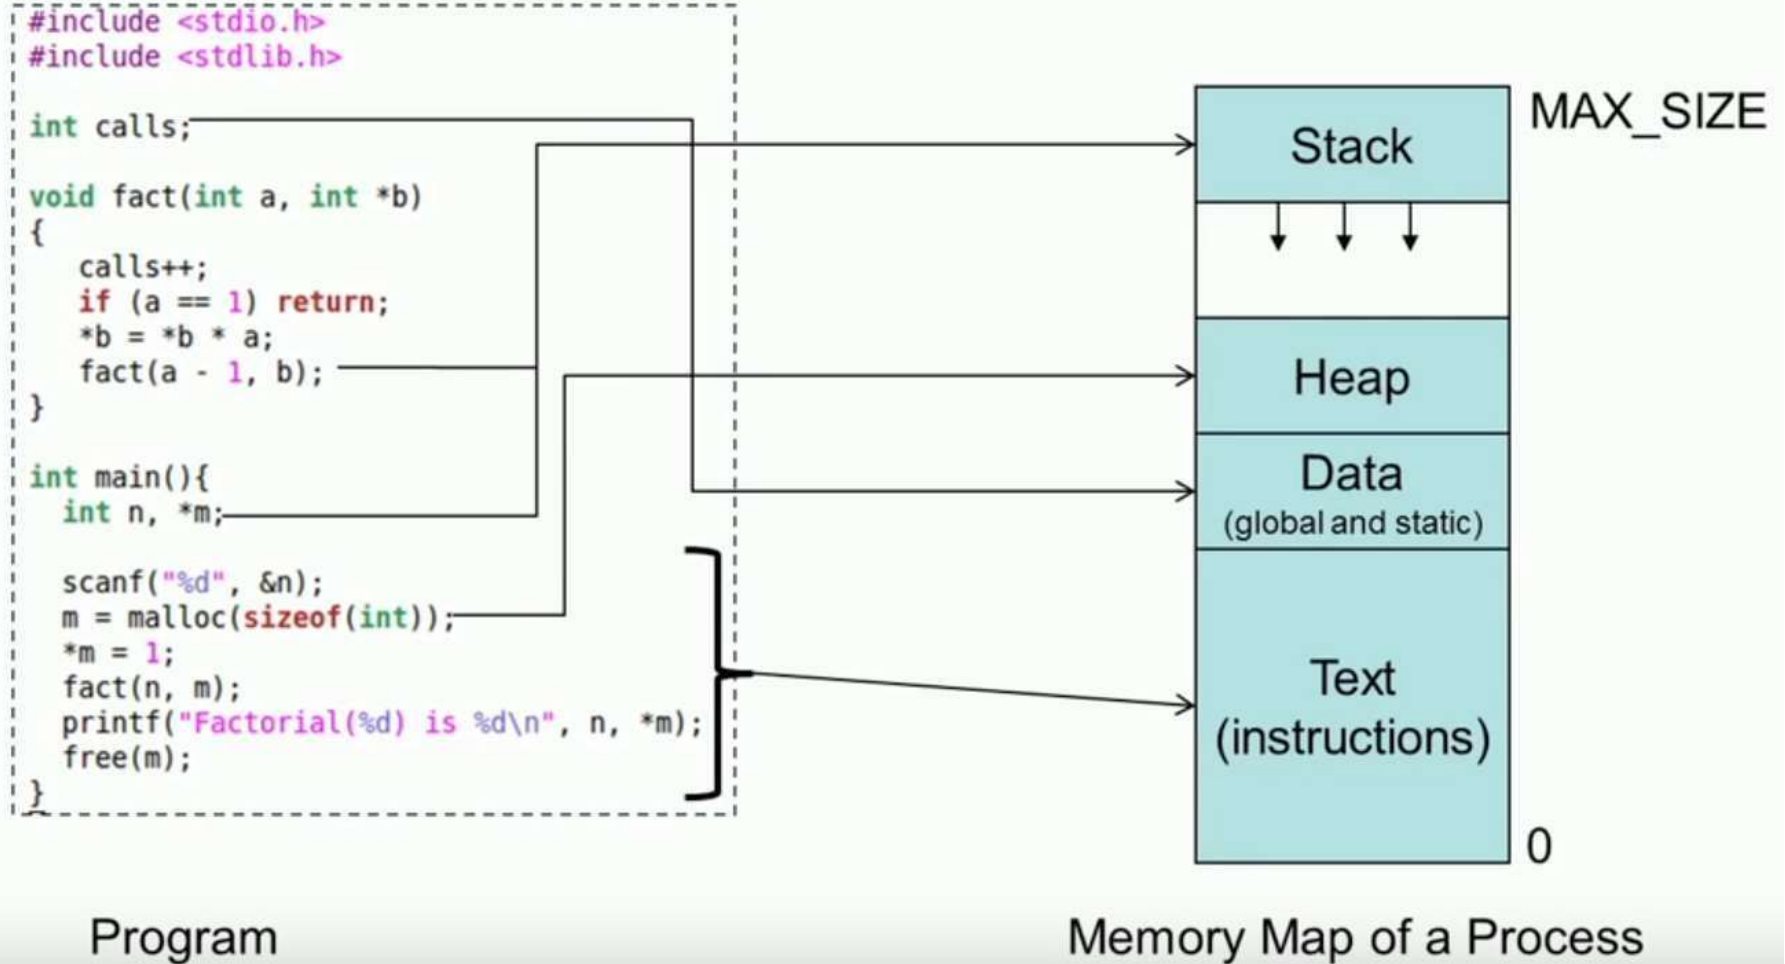 #include <stdio.h>
#include <stdlib.h>
int calls;
void fact(int a, int *b)
{
calls++;
if (a == 1) return;
*b = *b * a;
fact(a - 1, b);
}
int main(){
int n, *m;
scanf("%d", &n);
m = malloc(sizeof(int));
*m = 1;
fact(n, m);
printf("Factorial(%d) is %d\n", n, *m);
free(m);
}
Program
MAX_SIZE
Stack
Heap
Data
(global and static)
Text
(instructions)
0
Memory Map of a Process